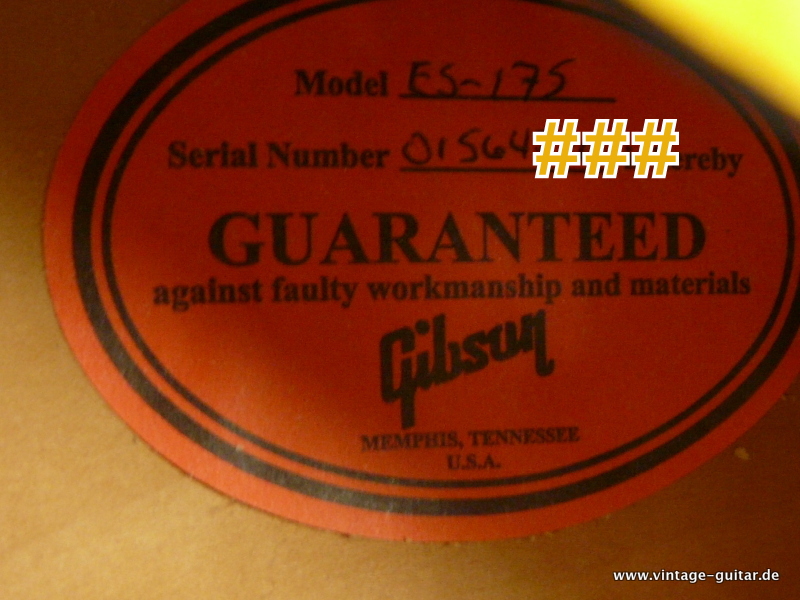 Model ES-175
Serial Number 01564### ereby
GUARANTEED
against faulty workmanship and materials
Gibson
MEMPHIS, TENNESSEE
U.S.A.
www.vintage-guitar.de